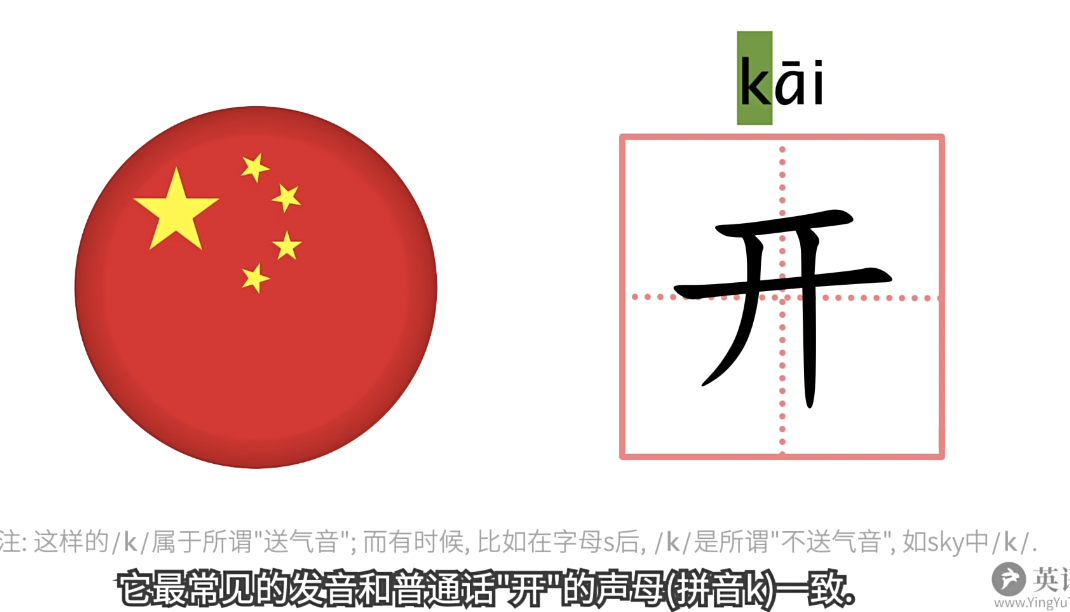 kāi
开
注: 这样的/k/属于所谓"送气音"; 而有时候, 比如在字母s后, /k/是所谓"不送气音", 如sky中/k/.
它最常见的发音和普通话"开"的声母(拼音k)一致.
英语
www.YingYu